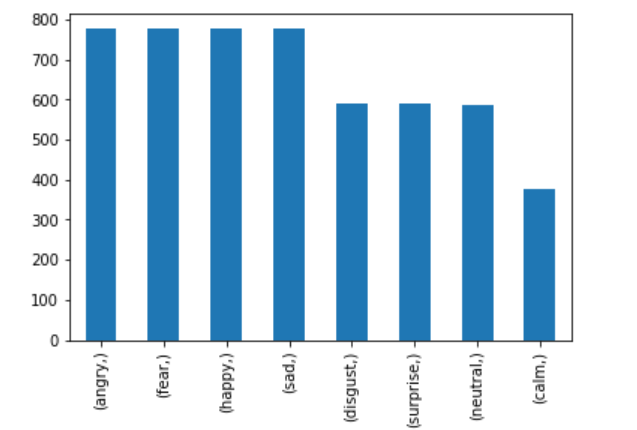 800
700
600
500
400
300
200
100
0
(angry,)
(fear,)
(happy,)
(sad,)
(disgust,)
(surprise,)
(neutral,)
(calm,)